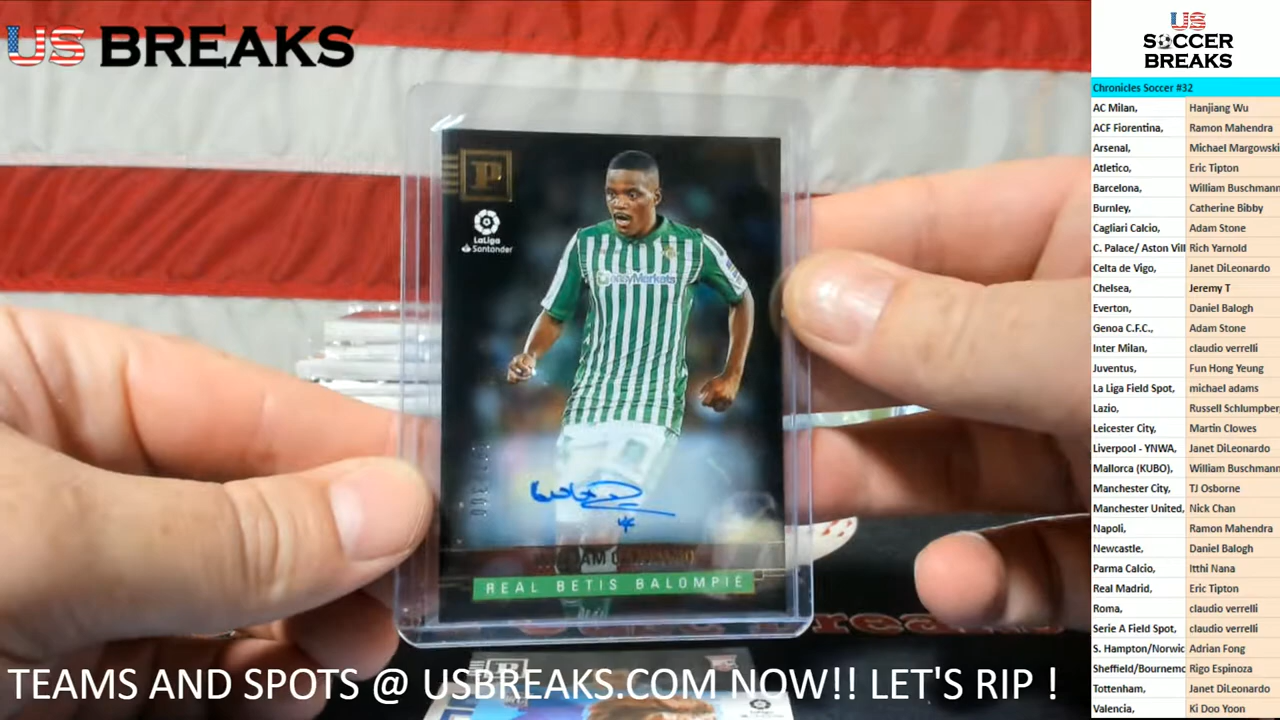 US BREAKS
P
LaLiga
Santander
easyMarkets
REAL BETIS BALOMPIÉ
TEAMS AND SPOTS @ USBREAKS.COM NOW!! LET'S RIP !
US
SOCCER
BREAKS
Chronicles Soccer #32
AC Milan, Hanjiang Wu
ACF Fiorentina, Ramon Mahendra
Arsenal, Michael Margowski
Atletico, Eric Tipton
Barcelona, William Buschmann
Burnley, Catherine Bibby
Cagliari Calcio, Adam Stone
C. Palace/ Aston Vill Rich Yarnold
Celta de Vigo, Janet DiLeonardo
Chelsea, Jeremy T
Everton, Daniel Balogh
Genoa C.F.C., Adam Stone
Inter Milan, claudio verrelli
Juventus, Fun Hong Yeung
La Liga Field Spot, michael adams
Lazio, Russell Schlumpber
Leicester City, Martin Clowes
Liverpool - YNWA, Janet DiLeonardo
Mallorca (KUBO), William Buschmann
Manchester City, TJ Osborne
Manchester United, Nick Chan
Napoli, Ramon Mahendra
Newcastle, Daniel Balogh
Parma Calcio, Itthi Nana
Real Madrid, Eric Tipton
Roma, claudio verrelli
Serie A Field Spot, claudio verrelli
S. Hampton/Norwic Adrian Fong
Sheffield/Bournemo Rigo Espinoza
Tottenham, Janet DiLeonardo
Valencia, Ki Doo Yoon